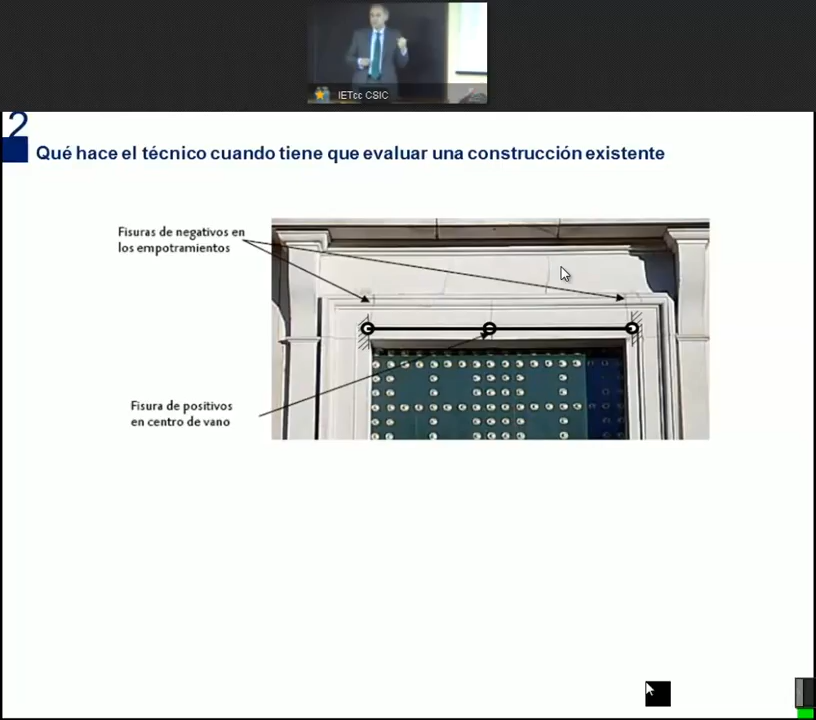 IETcc CSIC
2
Qué hace el técnico cuando tiene que evaluar una construcción existente
Fisuras de negativos en
los empotramientos
Fisura de positivos
en centro de vano